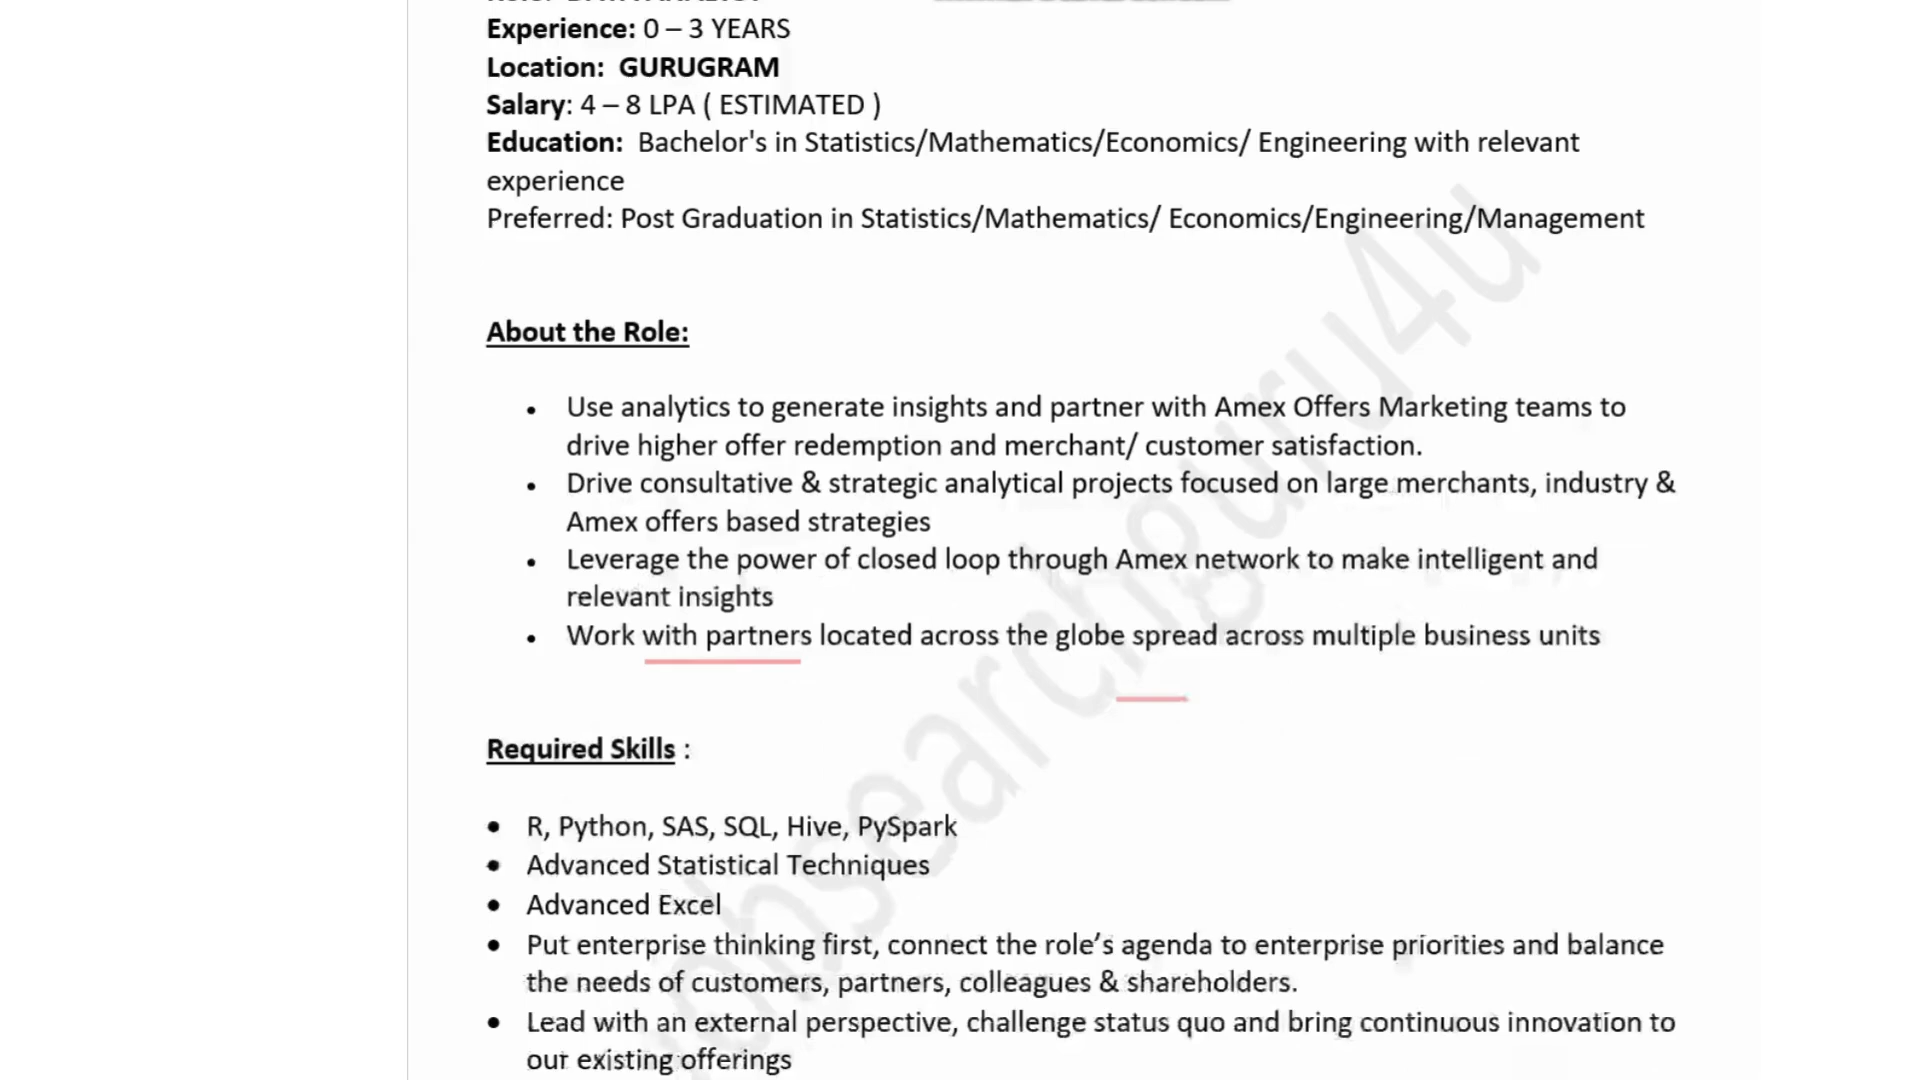 Experience: 0 – 3 YEARS
Location: GURUGRAM
Salary: 4 – 8 LPA ( ESTIMATED )
Education: Bachelor's in Statistics/Mathematics/Economics/ Engineering with relevant
experience
Preferred: Post Graduation in Statistics/Mathematics/ Economics/Engineering/Management
About the Role:
• Use analytics to generate insights and partner with Amex Offers Marketing teams to
drive higher offer redemption and merchant/ customer satisfaction.
• Drive consultative & strategic analytical projects focused on large merchants, industry &
Amex offers based strategies
• Leverage the power of closed loop through Amex network to make intelligent and
relevant insights
• Work with partners located across the globe spread across multiple business units
Required Skills :
• R, Python, SAS, SQL, Hive, PySpark
• Advanced Statistical Techniques
• Advanced Excel
• Put enterprise thinking first, connect the role’s agenda to enterprise priorities and balance
the needs of customers, partners, colleagues & shareholders.
• Lead with an external perspective, challenge status quo and bring continuous innovation to
our existing offerings